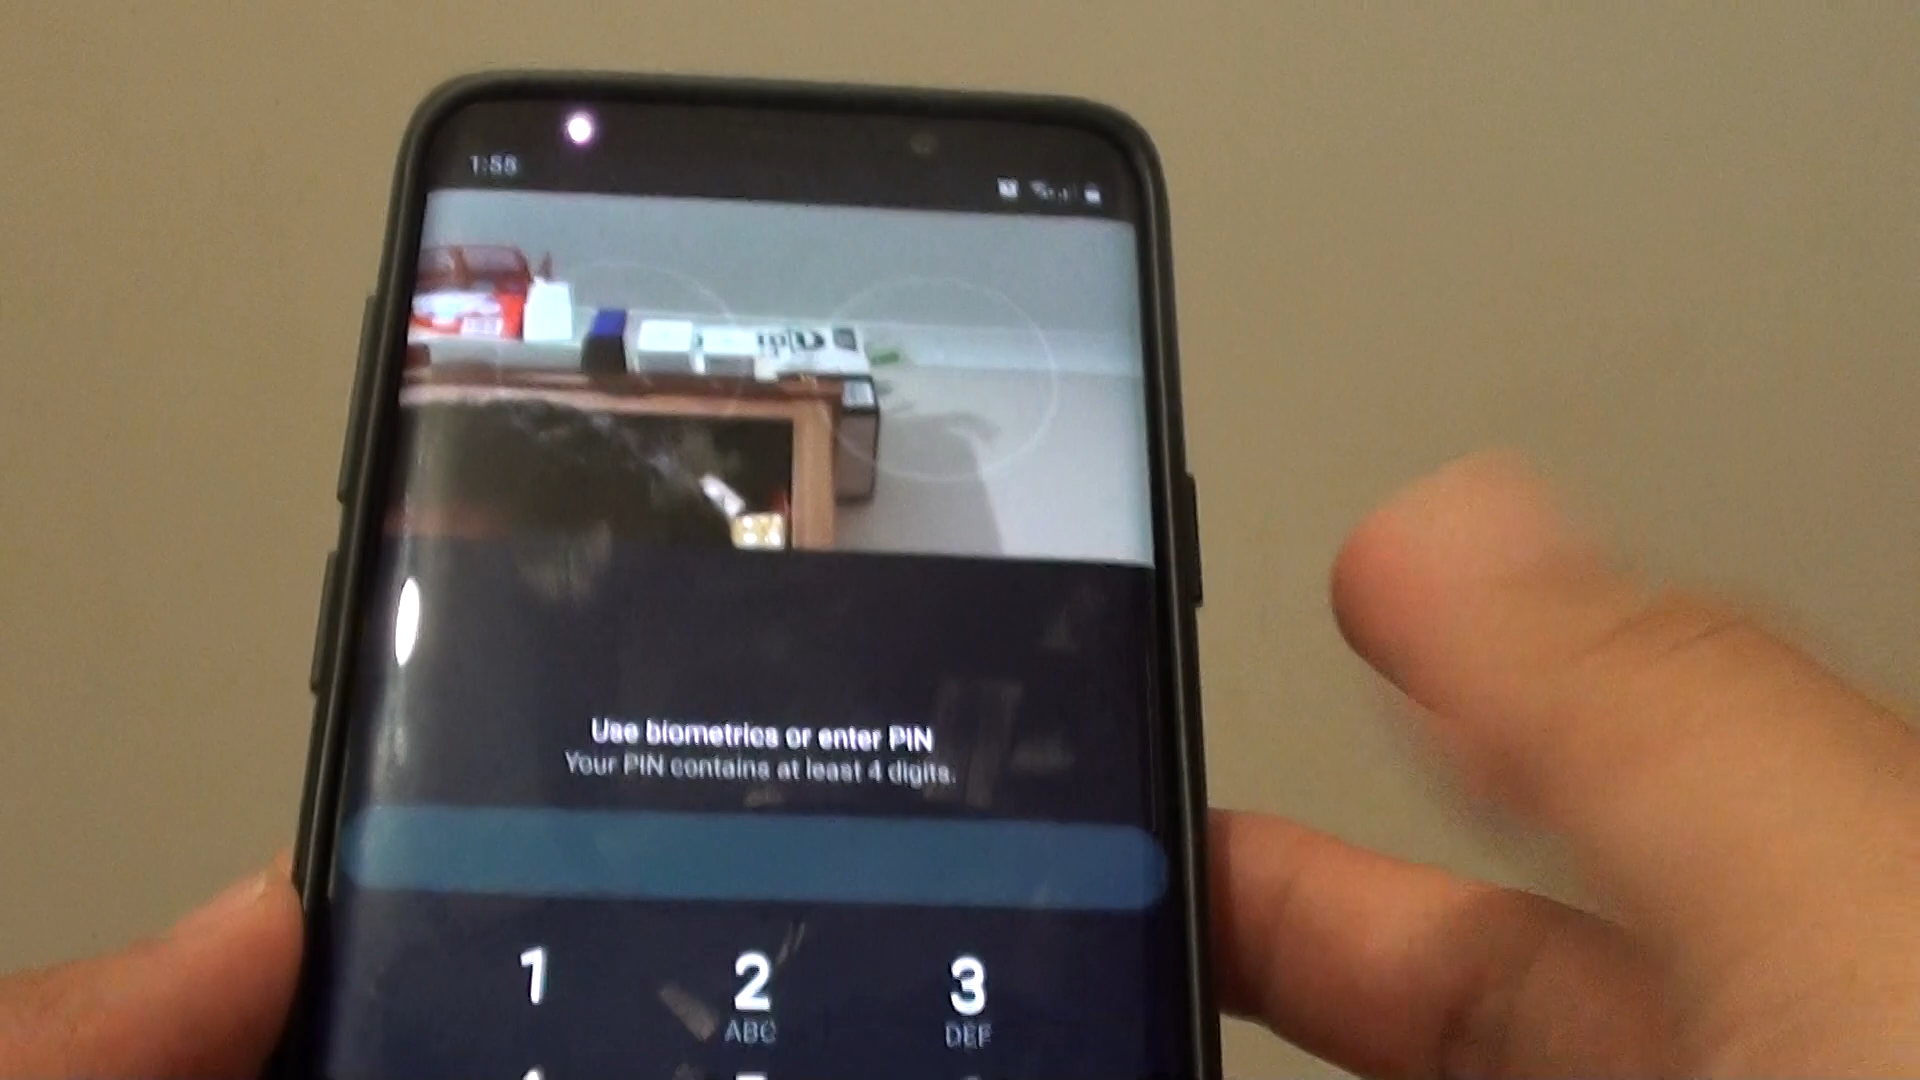 1:55
Use biometrics or enter PIN
Your PIN contains at least 4 digits.
1
2
3
ABC
DEF